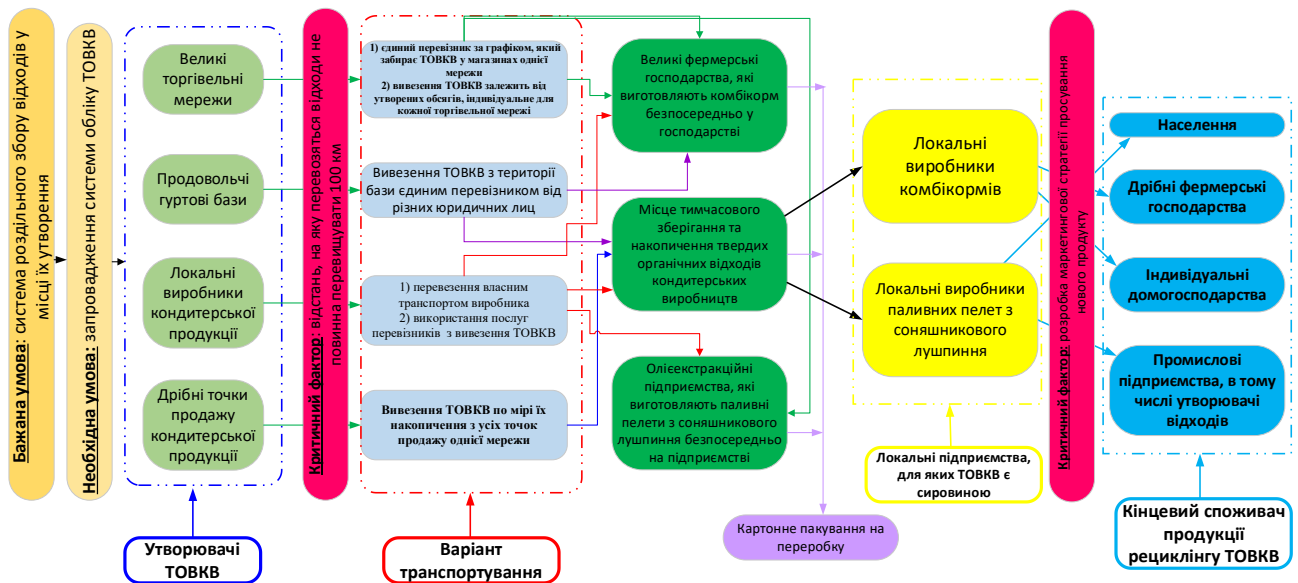 Бажана умова: система роздільного збору відходів у
місці їх утворення
Необхідна умова: запровадження системи обліку ТОВКВ
Великі
торгівельні
мережи
Продовольчі
гуртові бази
Локальні
виробники
кондитерської
продукції
Дрібні точки
продажу
кондитерської
продукції
Утворювачі
ТОВКВ
Критичний фактор: відстань, на яку перевозяться відходи не
повинна перевищувати 100 км
1) єдиний перевізник за графіком, який
забирає ТОВКВ у магазинах однієї
мережи
2) вивезення ТОВКВ залежить від
утворених обсягів, індивідуальне для
кожної торгівельної мережі
Вивезення ТОВКВ з території
бази єдиним перевізником від
різних юридичних лиц
1) перевезення власним
транспортом виробника
2) використання послуг
перевізників з вивезення ТОВКВ
Вивезення ТОВКВ по мірі їх
накопичення з усіх точок
продажу однієї мережи
Варіант
транспортування
Великі фермерські
господарства, які
виготовляють комбікорм
безпосередньо у
господарстві
Місце тимчасового
зберігання та
накопичення твердих
органічних відходів
кондитерських
виробництв
Олієекстракційні
підприємства, які
виготовляють паливні
пелети з соняшникового
лушпиння безпосередньо
на підприємстві
Картонне пакування на
переробку
Локальні
виробники
комбікормів
Локальні виробники
паливних пелет з
соняшникового
лушпиння
Локальні підприємства,
для яких ТОВКВ є
сировиною
Критичний фактор: розробка маркетингової стратегії просування
нового продукту
Населення
Дрібні фермерські
господарства
Індивідуальні
домогосподарства
Промислові
підприємства, в тому
числі утворювачі
відходів
Кінцевий споживач
продукції
рециклінгу ТОВКВ